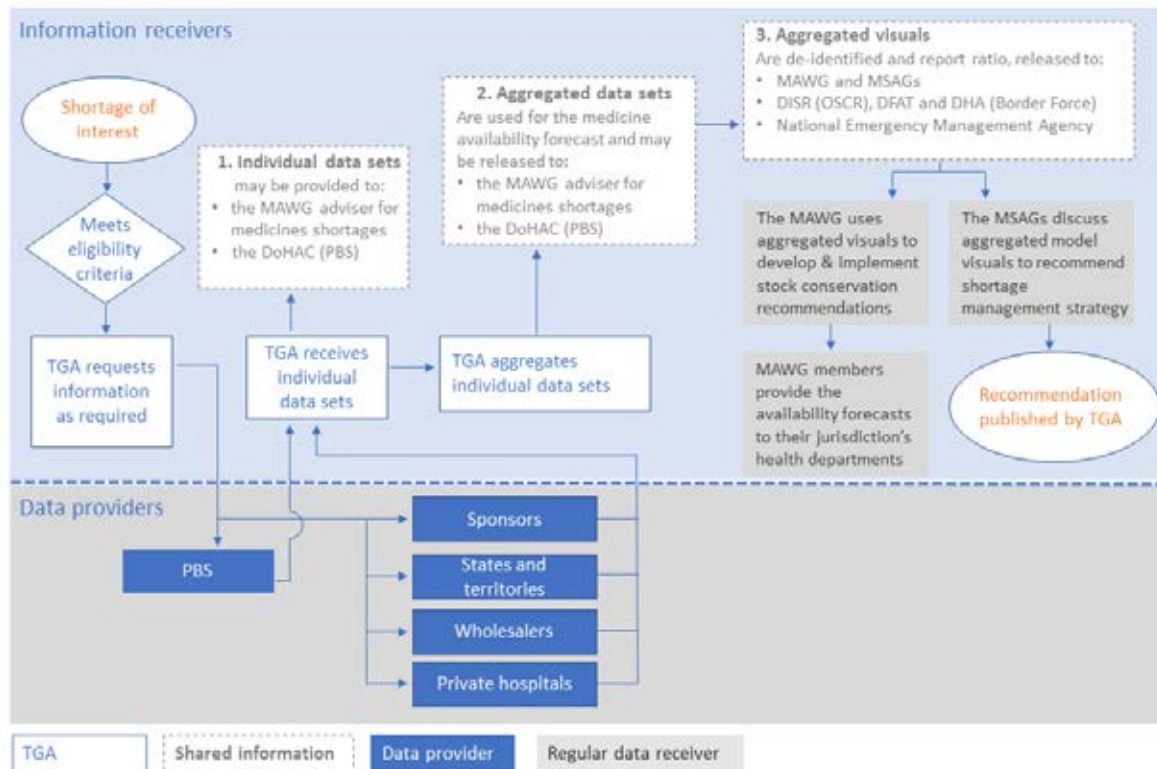 Information receivers
Shortage of
interest
Meets
eligibility
criteria
TGA requests
information
as required
1. Individual data sets
may be provided to:
• the MAWG adviser for
medicines shortages
• the DoHAC (PBS)
TGA receives
individual
data sets
2. Aggregated data sets
Are used for the medicine
availability forecast and may
be released to:
• the MAWG adviser for
medicines shortages
• the DoHAC (PBS)
TGA aggregates
individual data sets
3. Aggregated visuals
Are de-identified and report ratio, released to:
• MAWG and MSAGs
• DISR (OSCR), DFAT and DHA (Border Force)
• National Emergency Management Agency
The MAWG uses
aggregated visuals to
develop & implement
stock conservation
recommendations
MAWG members
provide the
availability forecasts
to their jurisdiction's
health departments
The MSAGs discuss
aggregated model
visuals to recommend
shortage
management strategy
Recommendation
published by TGA
Data providers
PBS
Sponsors
States and
territories
Wholesalers
Private hospitals
TGA
Shared information
Data provider
Regular data receiver